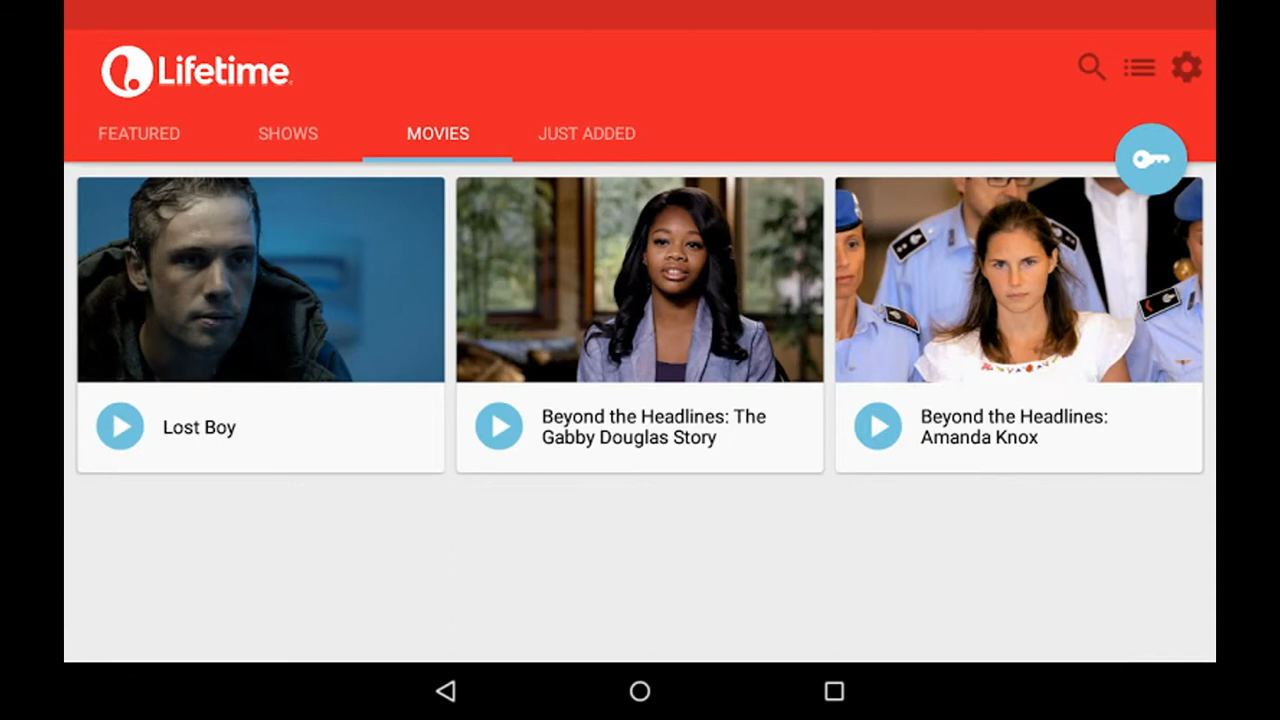 Lifetime
FEATURED
SHOWS
MOVIES
JUST ADDED
Lost Boy
Beyond the Headlines: The
Gabby Douglas Story
Beyond the Headlines:
Amanda Knox